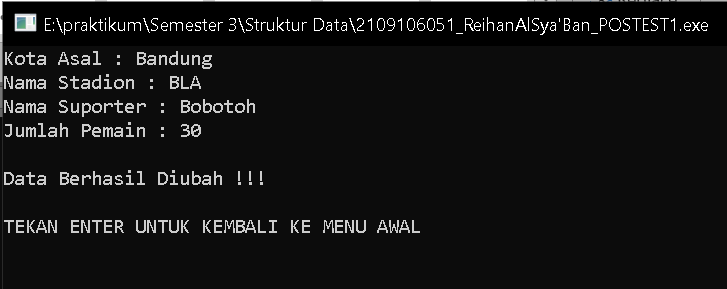 E:\praktikum\Semester 3\Struktur Data\2109106051_ReihanAlSya'Ban_POSTEST1.exe
Kota Asal : Bandung
Nama Stadion : BLA
Nama Suporter : Bobotoh
Jumlah Pemain : 30
Data Berhasil Diubah !!!
TEKAN ENTER UNTUK KEMBALI KE MENU AWAL